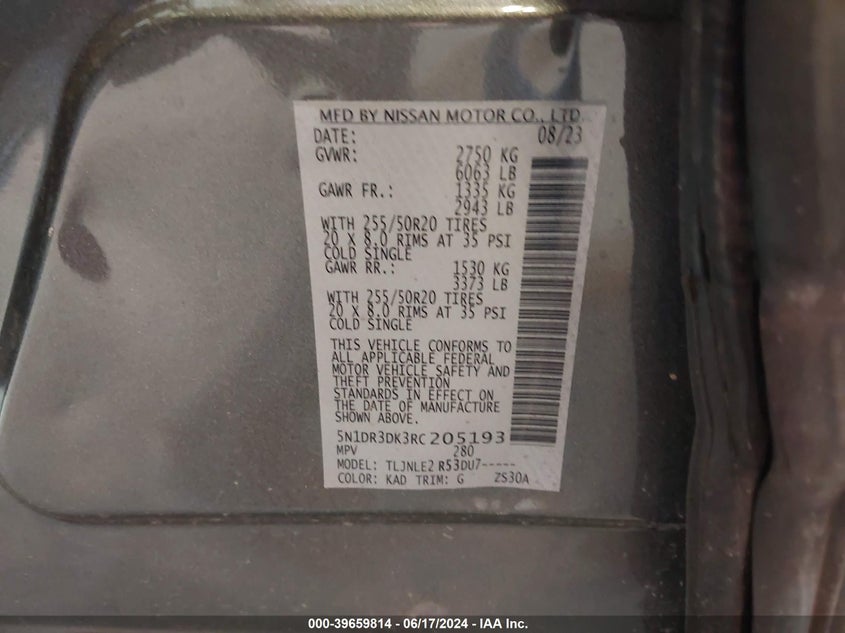 MFD BY NISSAN MOTOR CO., LTD.
DATE: 08/23
GVWR: 2750 KG
6063 LB
GAWR FR.: 1335 KG
2943 LB
WITH 255/50R20 TIRES
20 X 8.0 RIMS AT 35 PSI
COLD SINGLE
GAWR RR.: 1530 KG
3373 LB
WITH 255/50R20 TIRES
20 X 8.0 RIMS AT 35 PSI
COLD SINGLE
THIS VEHICLE CONFORMS TO
ALL APPLICABLE FEDERAL
MOTOR VEHICLE SAFETY AND
THEFT PREVENTION
STANDARDS IN EFFECT ON
THE DATE OF MANUFACTURE
SHOWN ABOVE.
5N1DR3DK3RC205193
MPV 280
MODEL: TLJNLE2 R53DU7-----
COLOR: KAD TRIM: G ZS30A
000-39659814 - 06/17/2024 - IAA Inc.